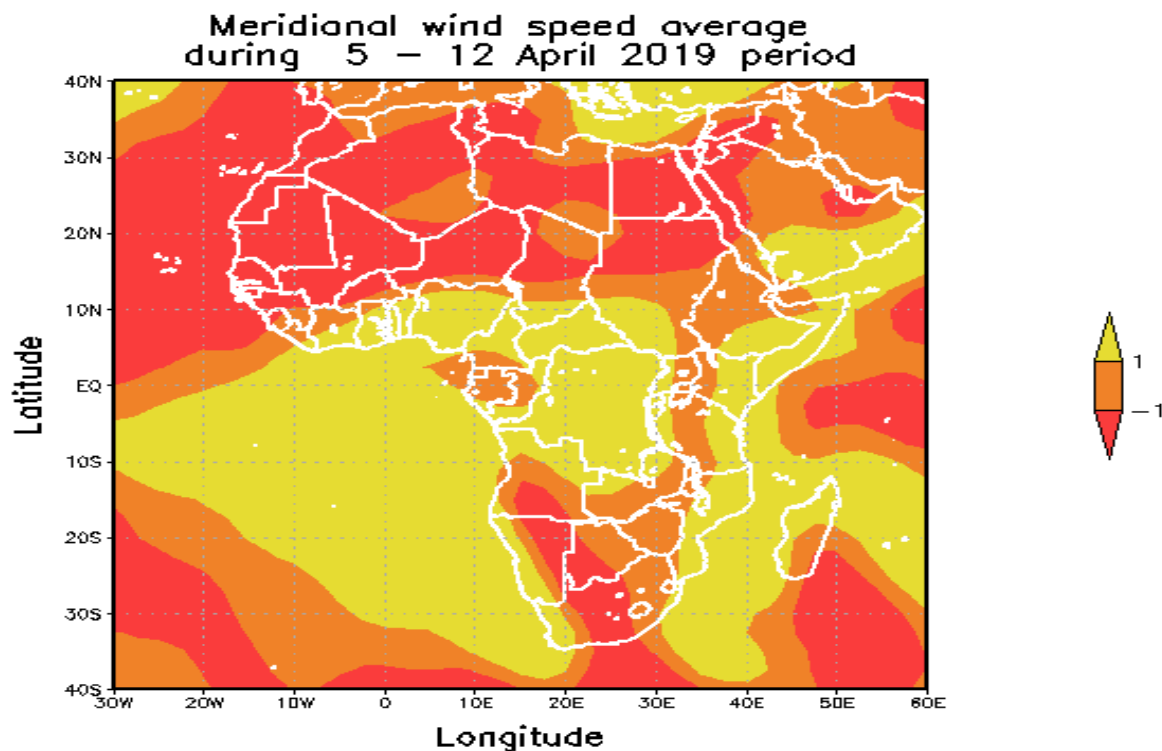 Meridional wind speed average
during 5 – 12 April 2019 period
40N
30N
20N
10N
EQ
10S
20S
30S
40S
Latitude
30W 20W 10W 0 10E 20E 30E 40E 50E 60E
Longitude
1
−1